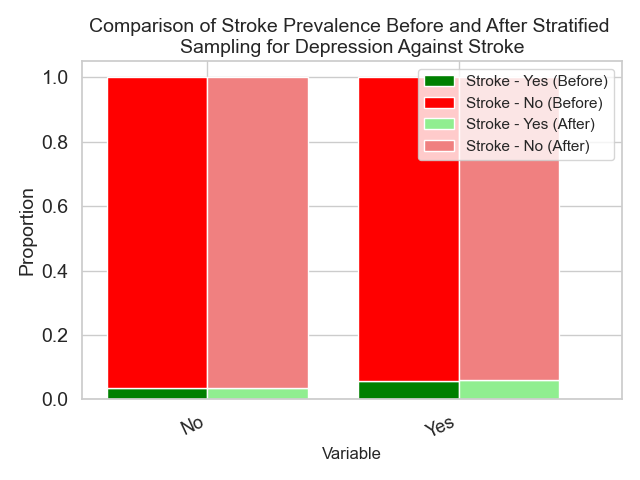 Comparison of Stroke Prevalence Before and After Stratified
Sampling for Depression Against Stroke
Stroke - Yes (Before)
Stroke - No (Before)
Stroke - Yes (After)
Stroke - No (After)
Proportion
1.0
0.8
0.6
0.4
0.2
0.0
No
Yes
Variable